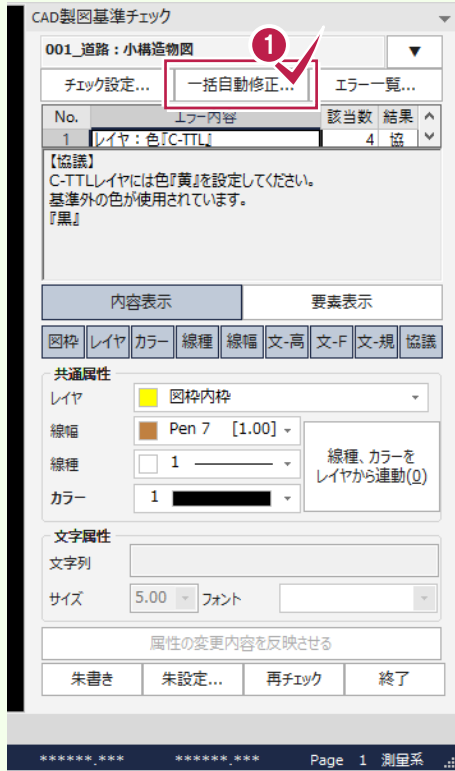 CAD製図基準チェック
001_道路：小構造物図
1
チェック設定...
一括自動修正...
エラー一覧...
No. エラー内容 該当数 結果
1 レイヤ：色『C-TTL』 4 協
【協議】
C-TTLレイヤには色『黄』を設定してください。
基準外の色が使用されています。
『黒』
内容表示 要素表示
図枠 レイヤ カラー 線種 線幅 文-高 文-F 文-規 協議
共通属性
レイヤ 図枠内枠
線幅 Pen 7 [1.00]
線種 1
カラー 1
線種、カラーを
レイヤから連動(0)
文字属性
文字列
サイズ 5.00 フォント
属性の変更内容を反映させる
朱書き 朱設定... 再チェック 終了
******.*** ******.*** Page 1 測量系